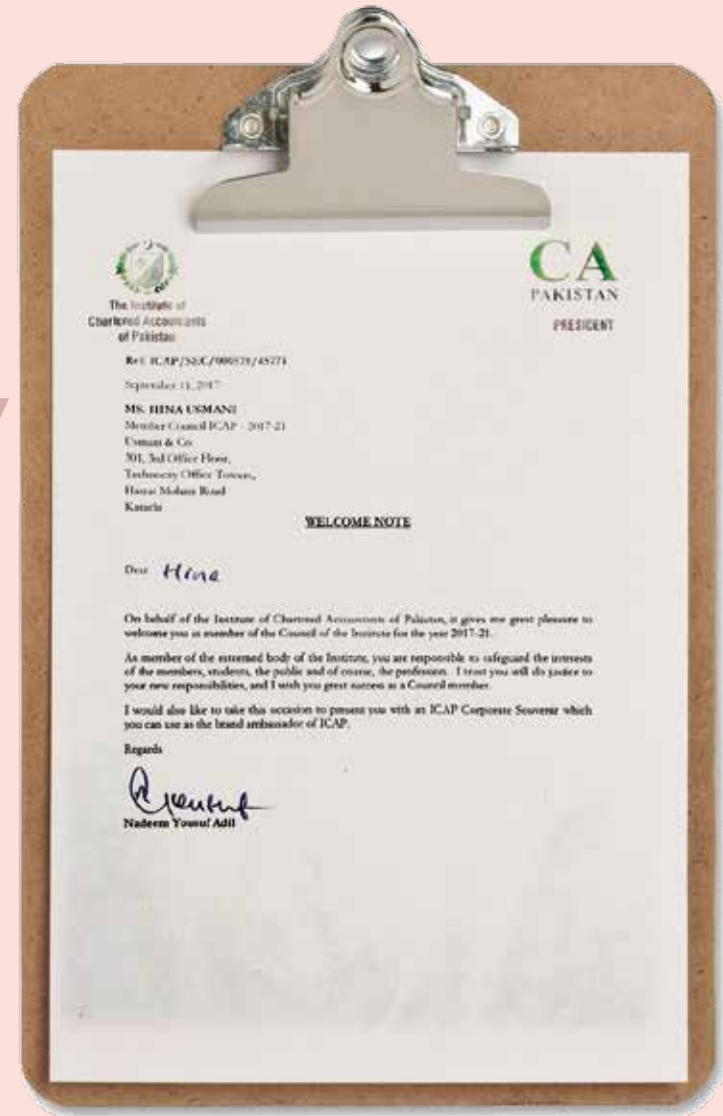 The Institute of
Chartered Accountants
of Pakistan
CA
PAKISTAN
PRESIDENT
September 2017
MS. HINA USMANI
Member Council ICAP - 2017-21
Usmani & Co
301, 3rd Office Floor,
Technocity Office Towers,
Hasrat Mohani Road
Karachi
WELCOME NOTE
Dear Hina
On behalf of the Institute of Chartered Accountants of Pakistan, it gives me great pleasure to
welcome you as member of the Council of the Institute for the year 2017-21.
As member of the esteemed body of the Institute, you are responsible to safeguard the interests
of the members, students, the public and of course, the profession. I trust you will do justice to
your new responsibilities, and I wish you great success as a Council member.
I would also like to take this occasion to present you with an ICAP Corporate Souvenir which
you can use as the brand ambassador of ICAP.
Regards
Nadeem Yousuf Adil